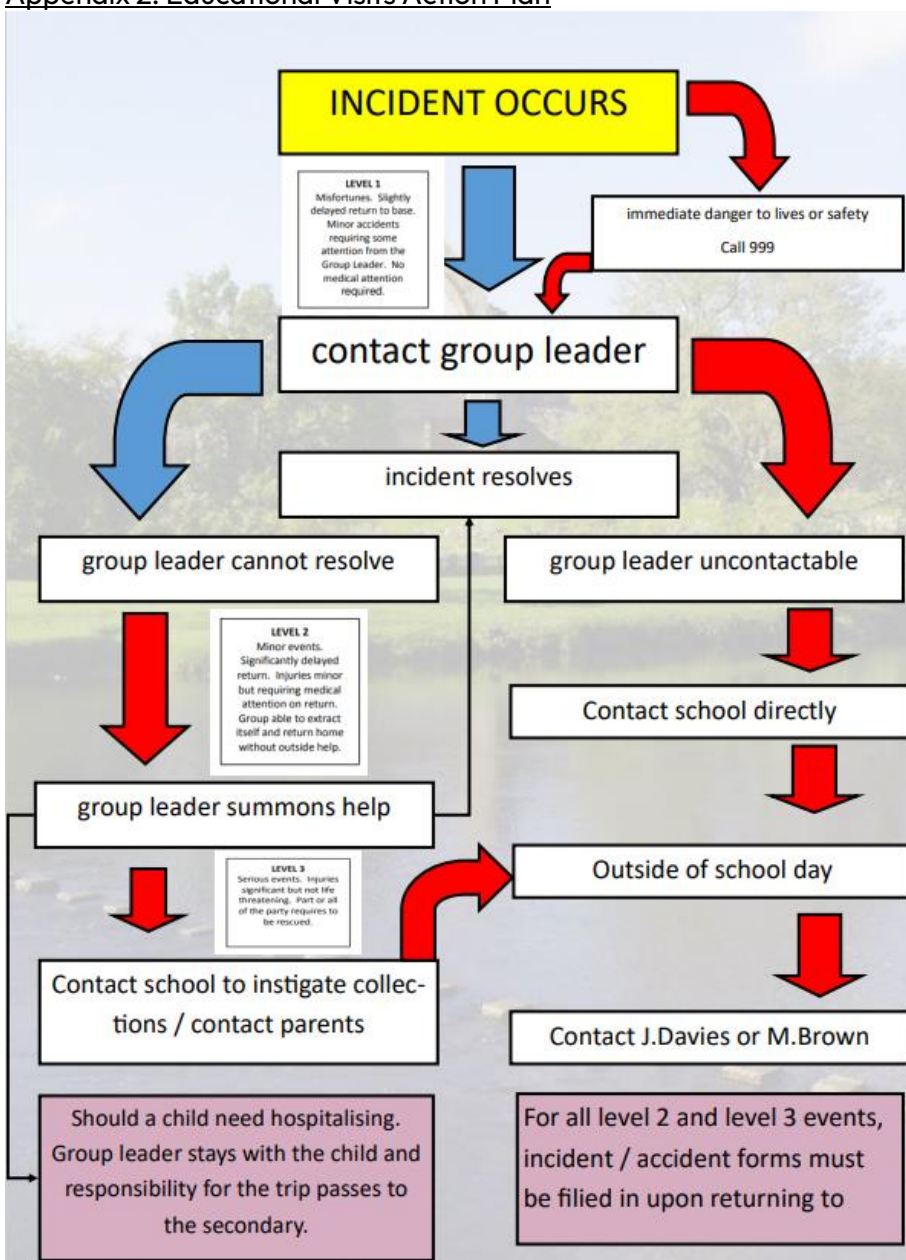 Appendix 2: Educational Visits Action Plan
INCIDENT OCCURS
LEVEL 1
Misfortunes. Slightly
delayed return to base.
Minor accidents
requiring some
attention from the
Group Leader. No
medical attention
required.
immediate danger to lives or safety
Call 999
contact group leader
incident resolves
group leader cannot resolve
group leader uncontactable
LEVEL 2
Minor events.
Significantly delayed
return. Injuries minor
but requiring medical
attention on return.
Group able to extract
itself and return home
without outside help.
Contact school directly
group leader summons help
LEVEL 3
Serious events. Injuries
significant but not life
threatening. Part or all
of the party requires to
be rescued.
Outside of school day
Contact school to instigate collec-
tions / contact parents
Contact J.Davies or M.Brown
Should a child need hospitalising.
Group leader stays with the child and
responsibility for the trip passes to
the secondary.
For all level 2 and level 3 events,
incident / accident forms must
be filied in upon returning to